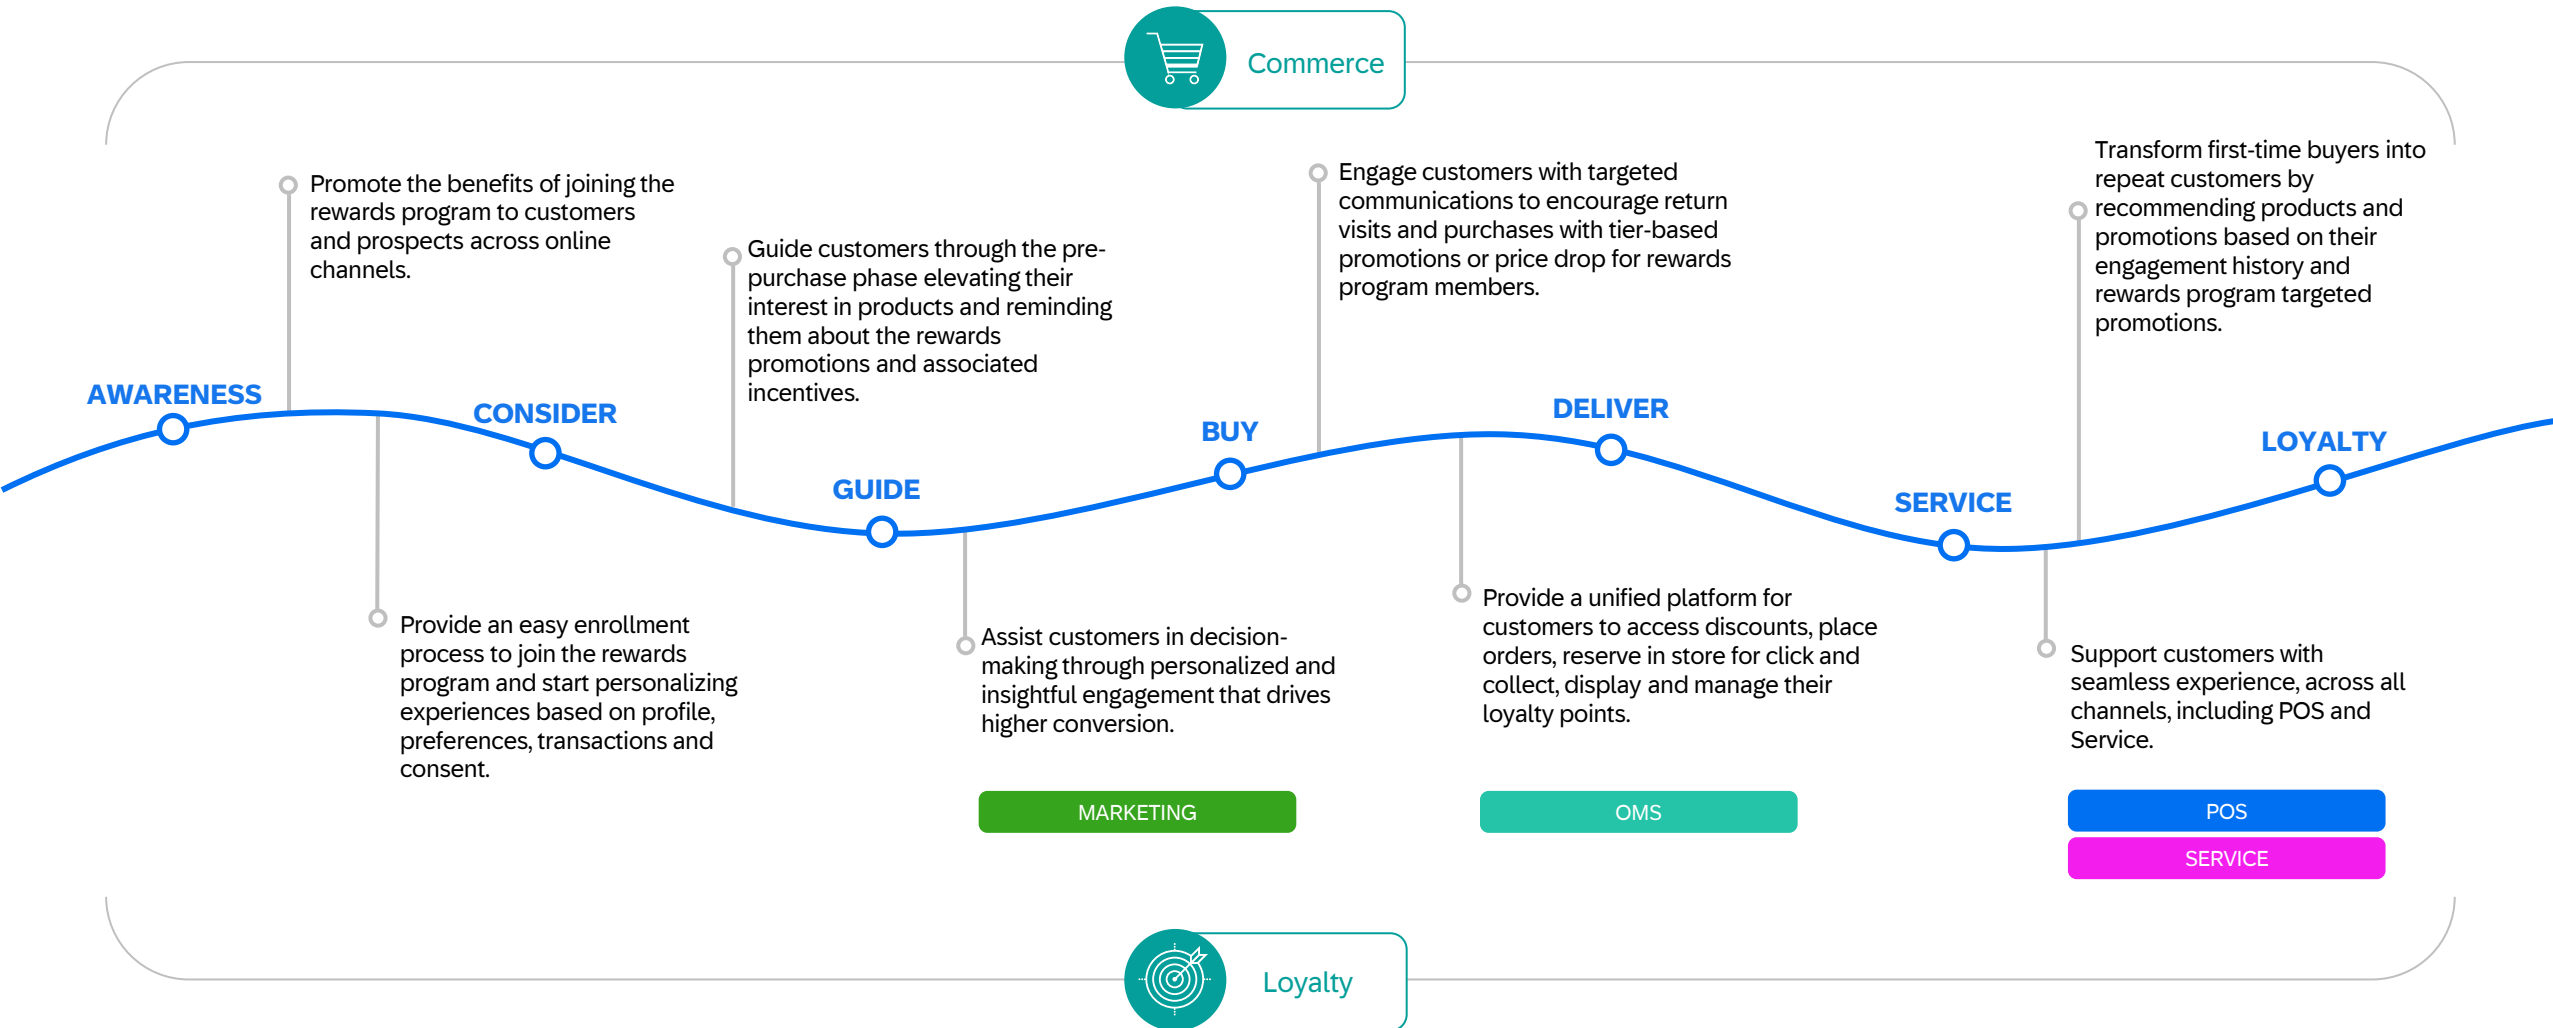 Commerce
Promote the benefits of joining the
rewards program to customers
and prospects across online
channels.
Guide customers through the pre-
purchase phase elevating their
interest in products and reminding
them about the rewards
promotions and associated
incentives.
Engage customers with targeted
communications to encourage return
visits and purchases with tier-based
promotions or price drop for rewards
program members.
Transform first-time buyers into
repeat customers by
recommending products and
promotions based on their
engagement history and
rewards program targeted
promotions.
AWARENESS
CONSIDER
GUIDE
BUY
DELIVER
SERVICE
LOYALTY
Provide an easy enrollment
process to join the rewards
program and start personalizing
experiences based on profile,
preferences, transactions and
consent.
Assist customers in decision-
making through personalized and
insightful engagement that drives
higher conversion.
MARKETING
Provide a unified platform for
customers to access discounts, place
orders, reserve in store for click and
collect, display and manage their
loyalty points.
OMS
Support customers with
seamless experience, across all
channels, including POS and
Service.
POS
SERVICE
Loyalty